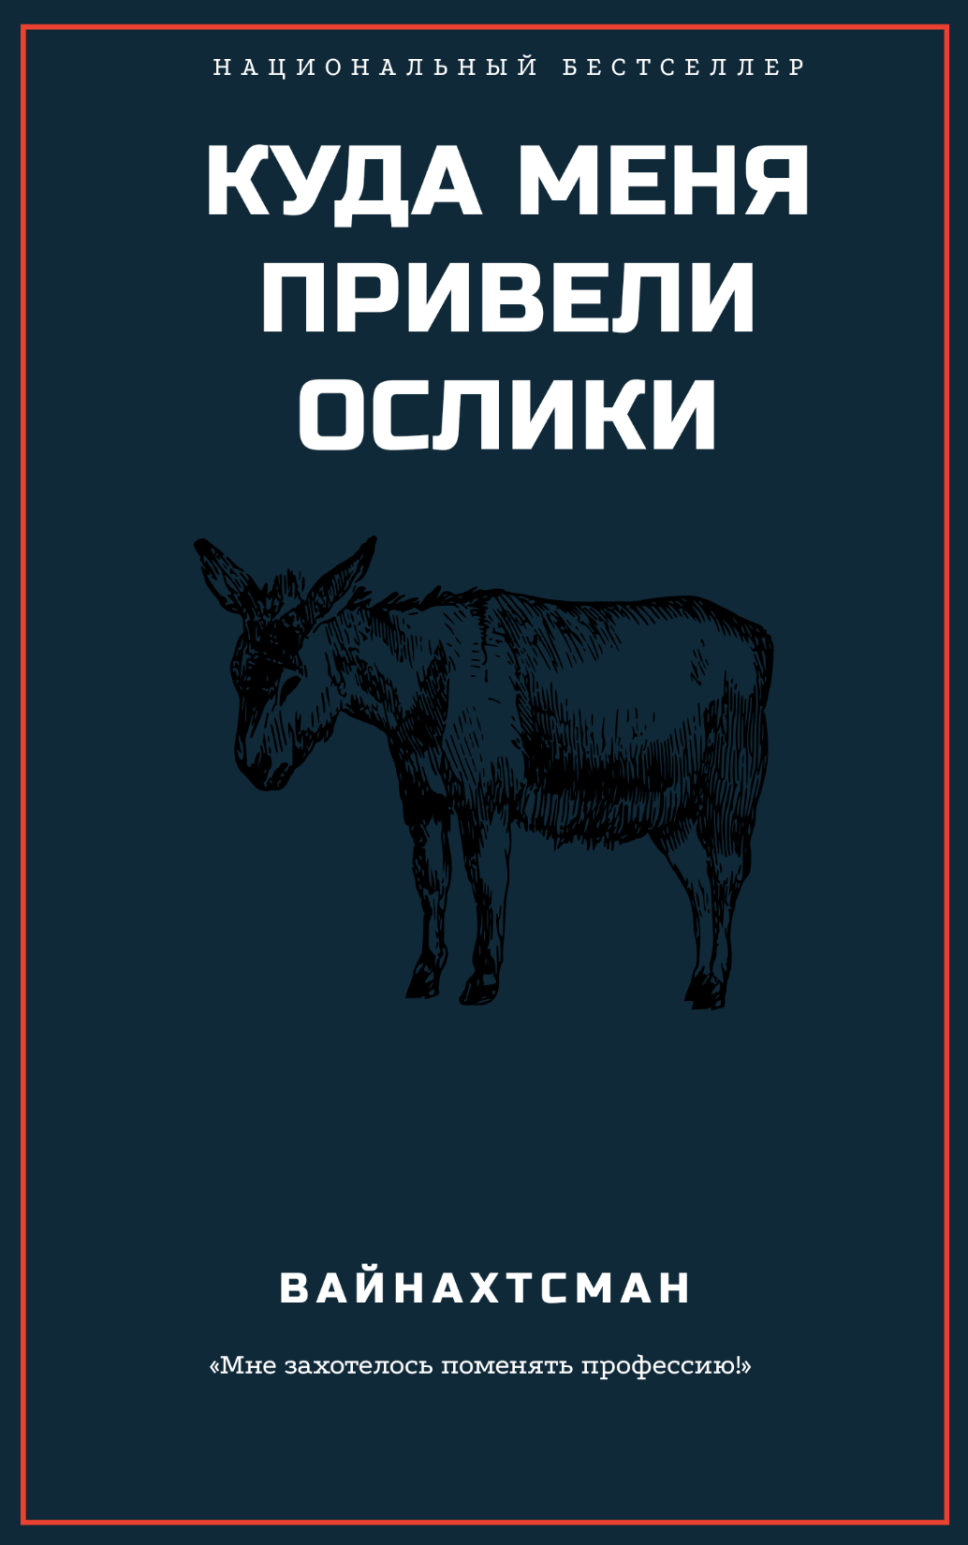 НАЦИОНАЛЬНЫЙ БЕСТСЕЛЛЕР
КУДА МЕНЯ
ПРИВЕЛИ
ОСЛИКИ
ВАЙНАХТСМАН
«Мне захотелось поменять профессию!»